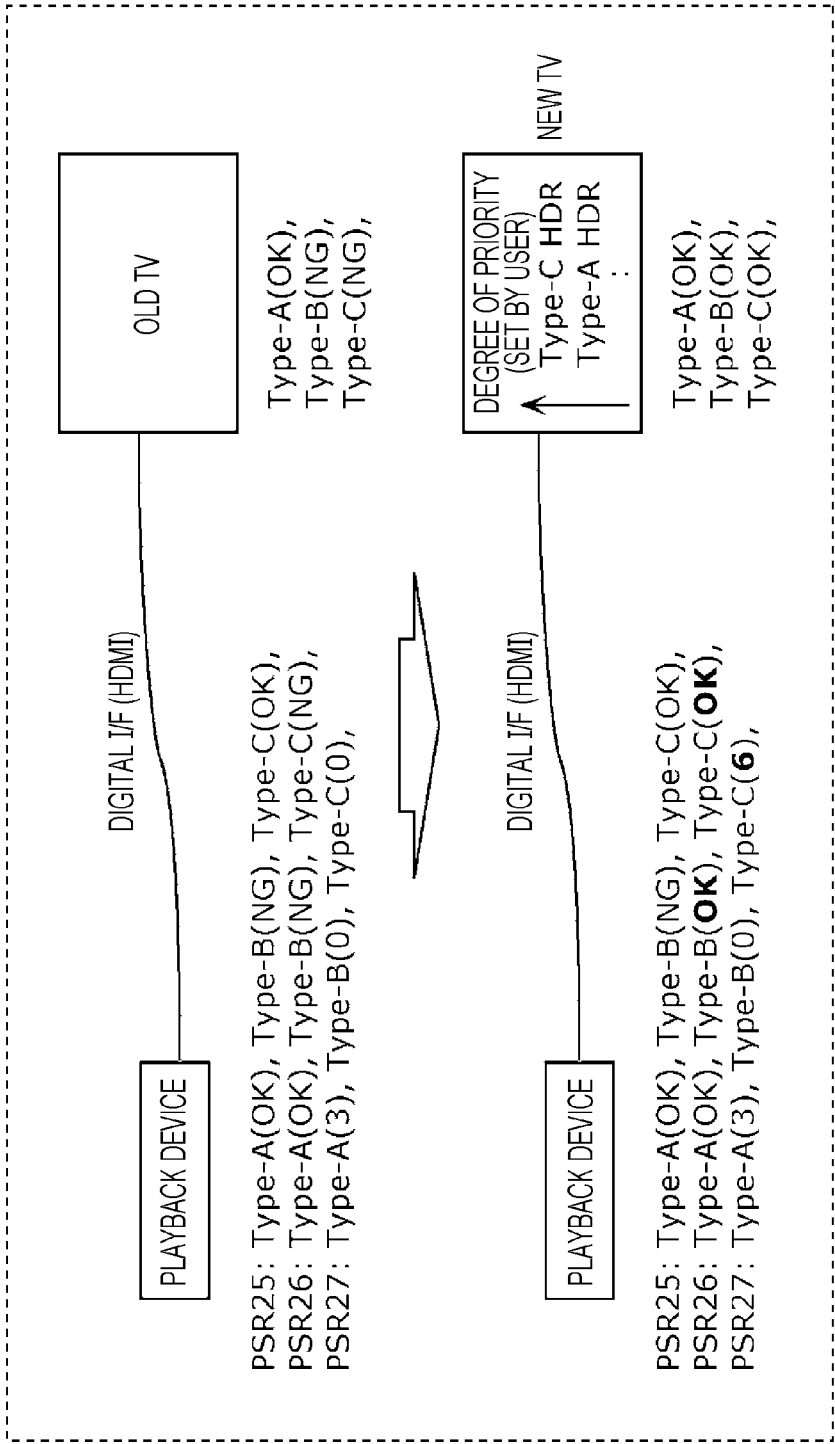 OLD TV
DIGITAL I/F (HDMI)
PLAYBACK DEVICE
Type-A(OK),
Type-B(NG),
Type-C(NG),
PSR25: Type-A(OK), Type-B(NG), Type-C(OK),
PSR26: Type-A(OK), Type-B(NG), Type-C(NG),
PSR27: Type-A(3), Type-B(0), Type-C(0),
NEW TV
DEGREE OF PRIORITY
(SET BY USER)
Type-C HDR
Type-A HDR
:
DIGITAL I/F (HDMI)
PLAYBACK DEVICE
Type-A(OK),
Type-B(OK),
Type-C(OK),
PSR25: Type-A(OK), Type-B(NG), Type-C(OK),
PSR26: Type-A(OK), Type-B(OK), Type-C(OK),
PSR27: Type-A(3), Type-B(0), Type-C(6),